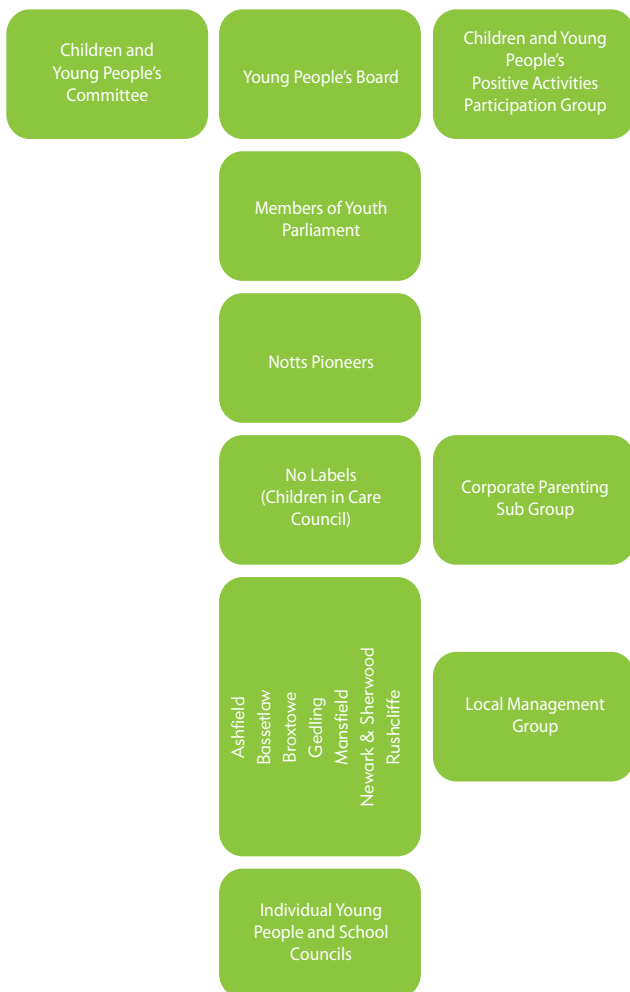 Children and
Young People's
Committee
Young People's Board
Children and Young
People's
Positive Activities
Participation Group
Members of Youth
Parliament
Notts Pioneers
No Labels
(Children in Care
Council)
Corporate Parenting
Sub Group
Ashfield
Bassetlaw
Broxtowe
Gedling
Mansfield
Newark & Sherwood
Rushcliffe
Local Management
Group
Individual Young
People and School
Councils